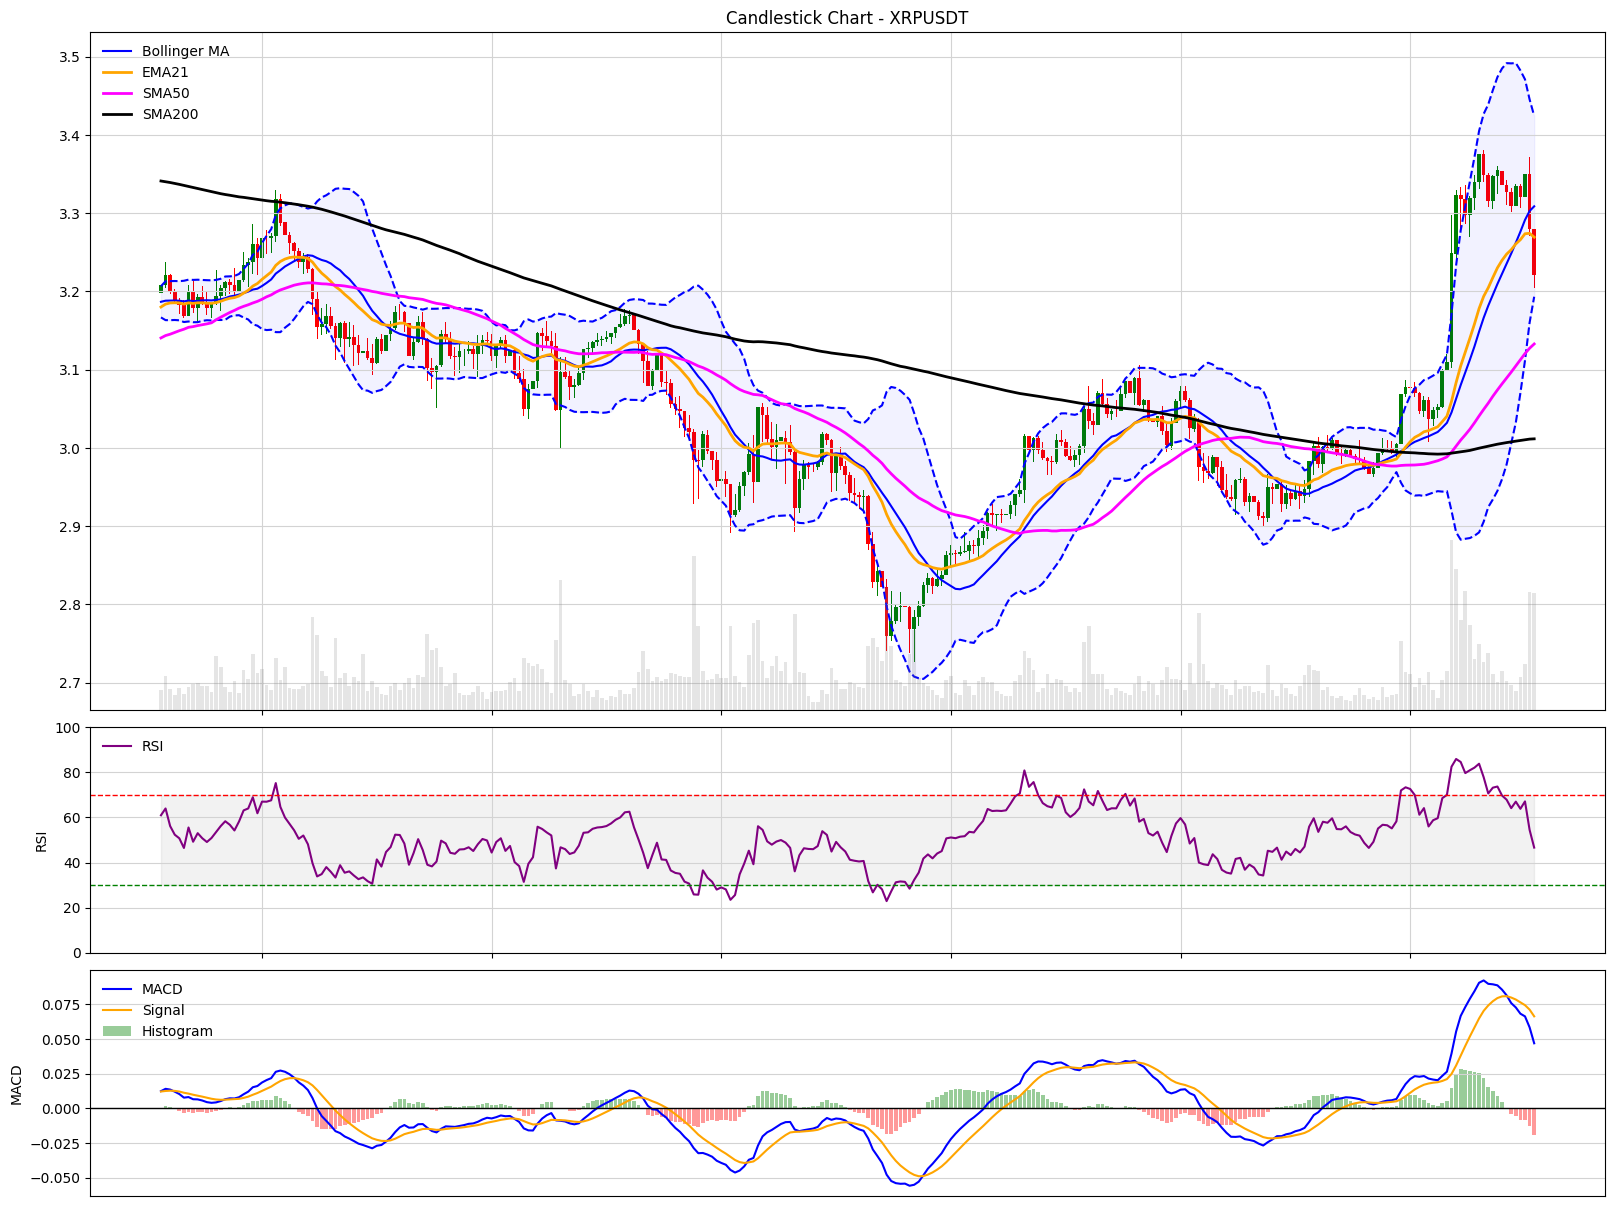 Candlestick Chart - XRPUSDT
Bollinger MA
EMA21
SMA50
SMA200
3.5
3.4
3.3
3.2
3.1
3.0
2.9
2.8
2.7
RSI
RSI
100
80
60
40
20
0
MACD
Signal
Histogram
MACD
0.075
0.050
0.025
0.000
−0.025
−0.050